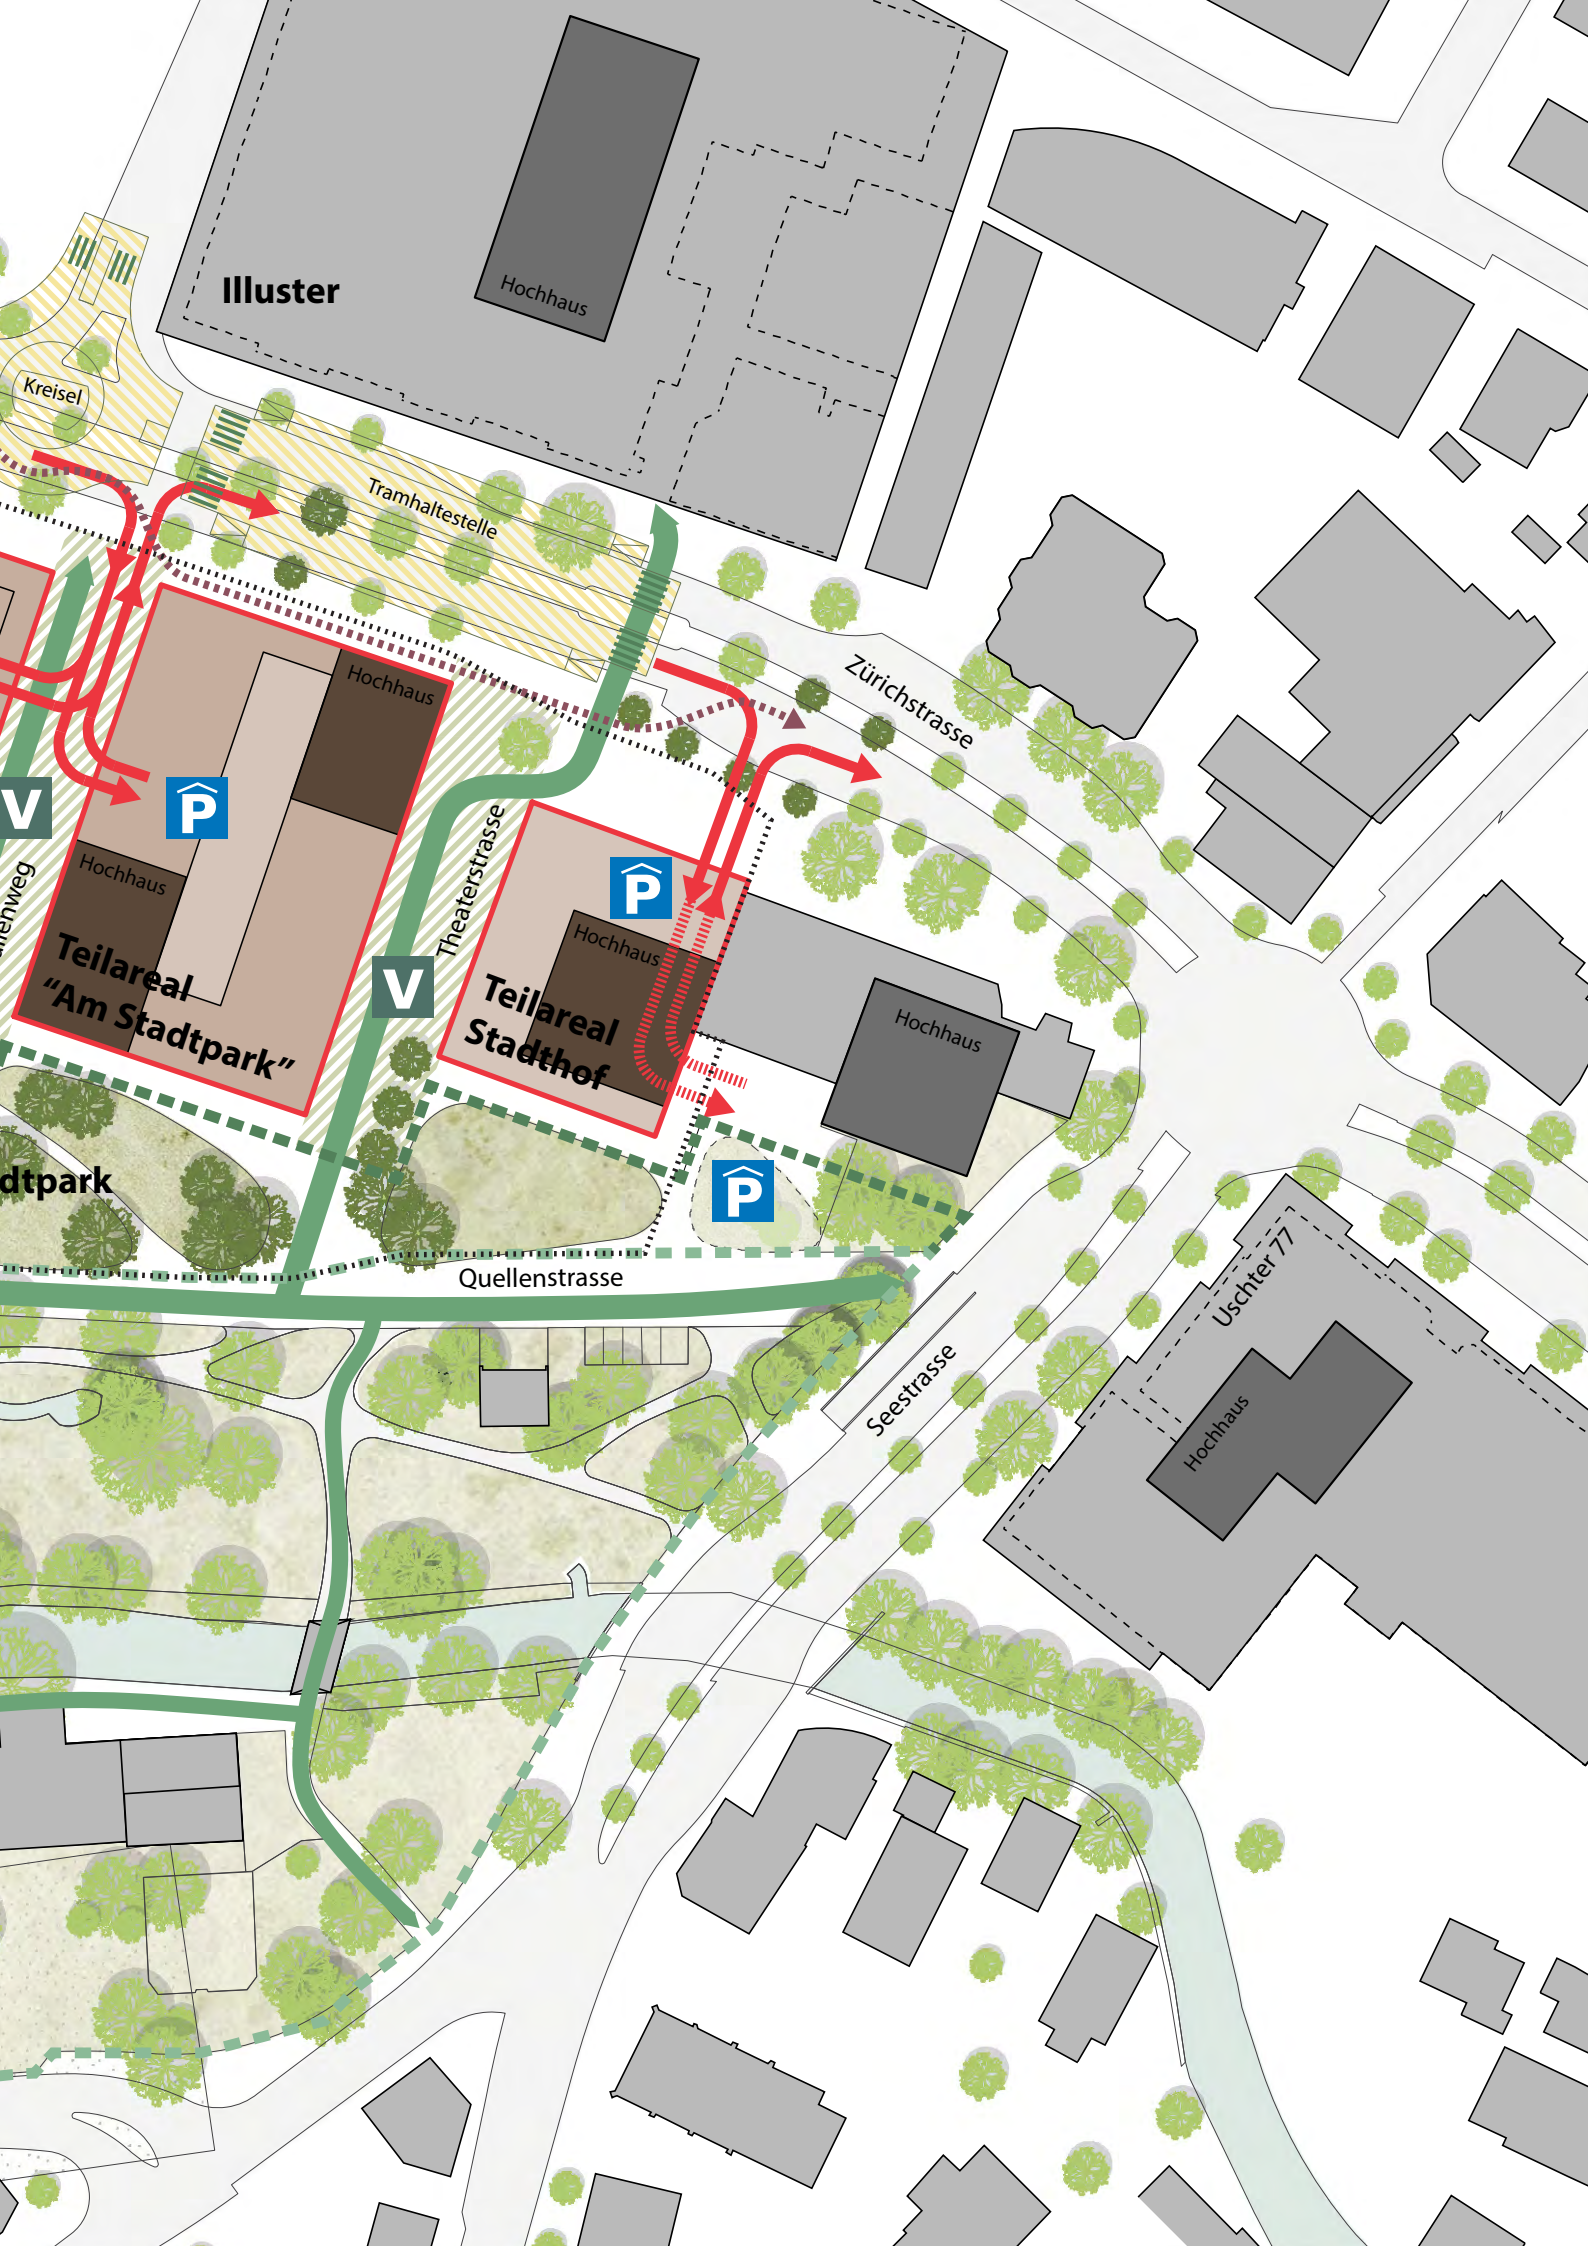 Hochhaus
Illuster
Kreisel
Tramhaltestelle
Zürichstrasse
Hochhaus
V
P
Hochhaus
Theaterstrasse
P
Hochhaus
Teilareal
“Am Stadtpark”
V
Teilareal
Stadthof
Hochhaus
dtpark
P
Quellenstrasse
Uschter 77
Seestrasse
Hochhaus